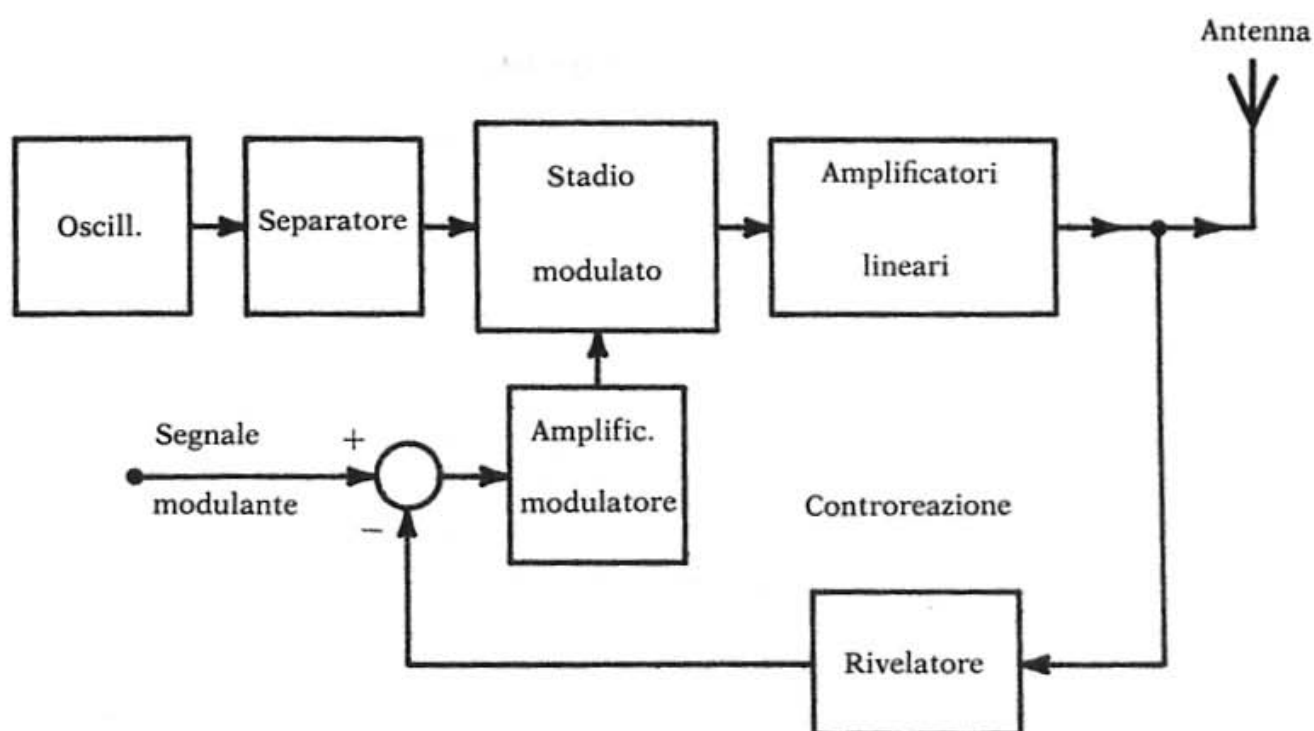 Antenna
Oscill.
Separatore
Stadio
modulato
Amplificatori
lineari
Segnale
modulante
+
−
Amplific.
modulatore
Controreazione
Rivelatore